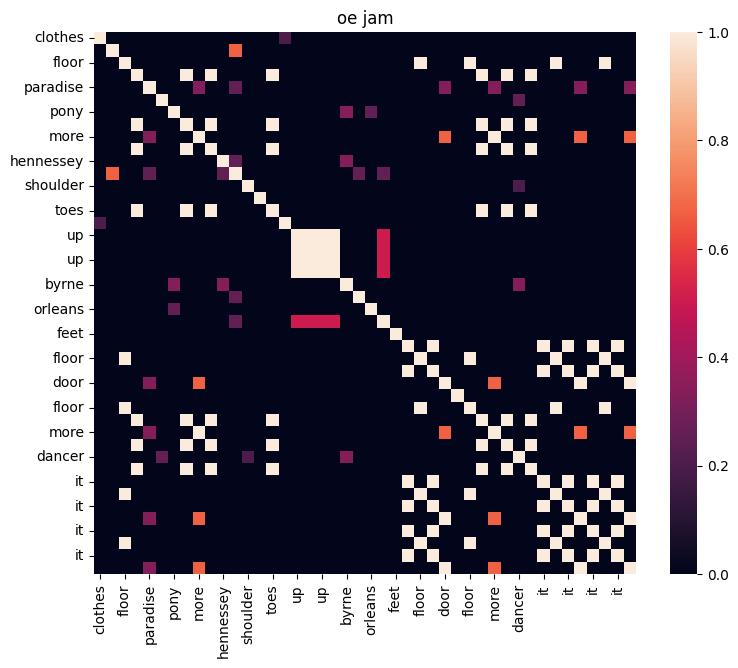 oe jam
clothes
floor
paradise
pony
more
hennessey
shoulder
toes
up
up
byrne
orleans
feet
floor
door
floor
more
dancer
it
it
it
it
1.0
0.8
0.6
0.4
0.2
0.0
clothes
floor
paradise
pony
more
hennessey
shoulder
toes
up
up
byrne
orleans
feet
floor
door
floor
more
dancer
it
it
it
it